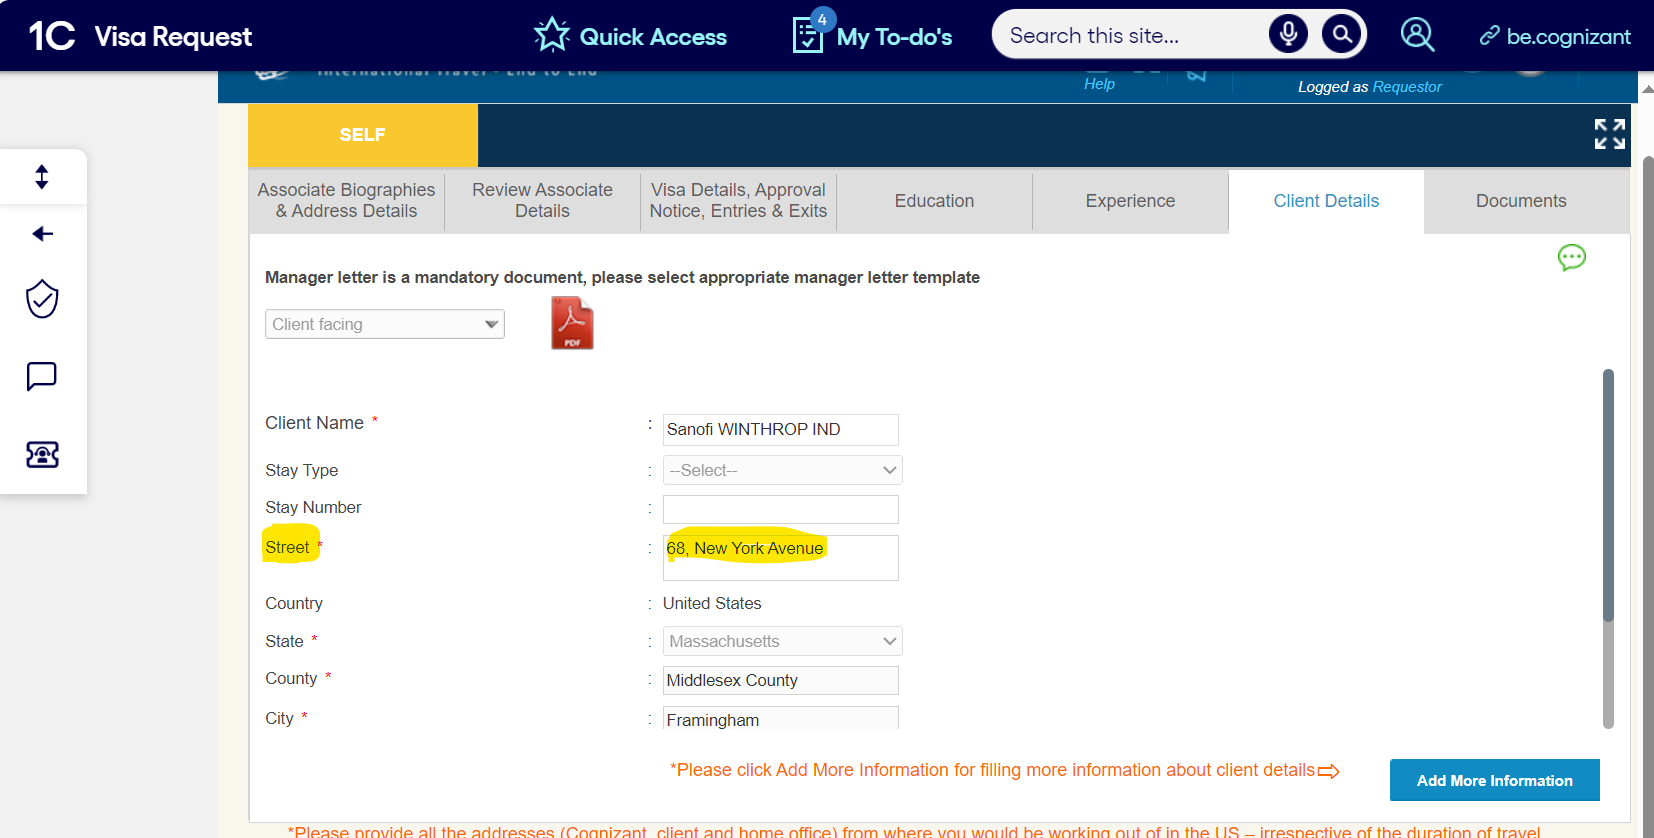 1C Visa Request
Quick Access
4
My To-do's
Search this site...
be.cognizant
International Travel - End to End
Help
Logged as Requestor
SELF
Associate Biographies
& Address Details
Review Associate
Details
Visa Details, Approval
Notice, Entries & Exits
Education
Experience
Client Details
Documents
Manager letter is a mandatory document, please select appropriate manager letter template
Client facing
PDF
Client Name * : Sanofi WINTHROP IND
Stay Type : --Select--
Stay Number :
Street * : 68, New York Avenue
Country : United States
State * : Massachusetts
County * : Middlesex County
City * : Framingham
*Please click Add More Information for filling more information about client details
Add More Information
*Please provide all the addresses (Cognizant, client and home office) from where you would be working out of in the US – irrespective of the duration of travel